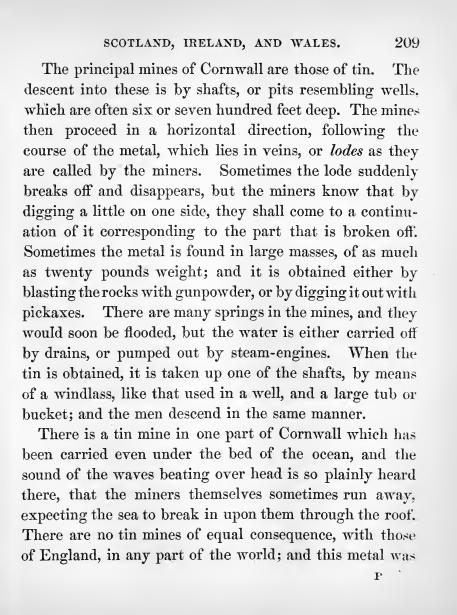 SCOTLAND, IRELAND, AND WALES. 209
The principal mines of Cornwall are those of tin. The
descent into these is by shafts, or pits resembling wells,
which are often six or seven hundred feet deep. The mines
then proceed in a horizontal direction, following the
course of the metal, which lies in veins, or lodes as they
are called by the miners. Sometimes the lode suddenly
breaks off and disappears, but the miners know that by
digging a little on one side, they shall come to a continu-
ation of it corresponding to the part that is broken off.
Sometimes the metal is found in large masses, of as much
as twenty pounds weight; and it is obtained either by
blasting the rocks with gunpowder, or by digging it out with
pickaxes. There are many springs in the mines, and they
would soon be flooded, but the water is either carried off
by drains, or pumped out by steam-engines. When the
tin is obtained, it is taken up one of the shafts, by means
of a windlass, like that used in a well, and a large tub or
bucket; and the men descend in the same manner.
There is a tin mine in one part of Cornwall which has
been carried even under the bed of the ocean, and the
sound of the waves beating over head is so plainly heard
there, that the miners themselves sometimes run away,
expecting the sea to break in upon them through the roof.
There are no tin mines of equal consequence, with those
of England, in any part of the world; and this metal was
P